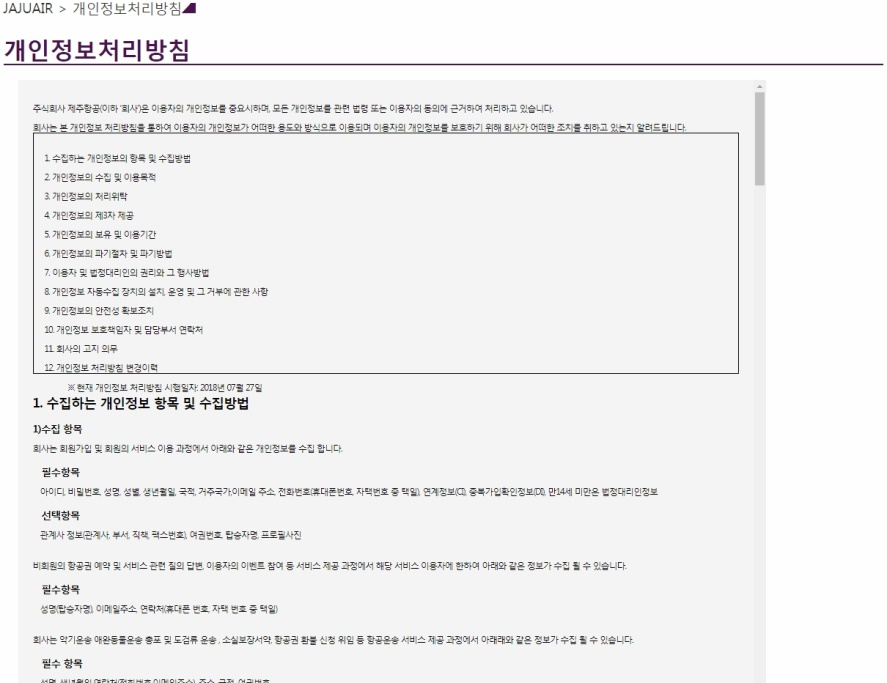 JAJUAIR > 개인정보처리방침
개인정보처리방침
주식회사 제주항공(이하 '회사')은 이용자의 개인정보를 중요시하며, 모든 개인정보를 관련 법령 또는 이용자의 동의에 근거하여 처리하고 있습니다.
회사는 본 개인정보 처리방침을 통하여 이용자의 개인정보가 어떠한 용도와 방식으로 이용되며 이용자의 개인정보를 보호하기 위해 회사가 어떠한 조치를 취하고 있는지 알려드립니다.
1. 수집하는 개인정보의 항목 및 수집방법
2. 개인정보의 수집 및 이용목적
3. 개인정보의 처리위탁
4. 개인정보의 제3자 제공
5. 개인정보의 보유 및 이용기간
6. 개인정보의 파기절차 및 파기방법
7. 이용자 및 법정대리인의 권리와 그 행사방법
8. 개인정보 자동수집 장치의 설치, 운영 및 그 거부에 관한 사항
9. 개인정보의 안전성 확보조치
10. 개인정보 보호책임자 및 담당부서 연락처
11. 회사의 고지 의무
12. 개인정보 처리방침 변경이력
※ 현재 개인정보 처리방침 시행일자: 2018년 07월 27일
1. 수집하는 개인정보 항목 및 수집방법
1)수집 항목
회사는 회원가입 및 회원의 서비스 이용 과정에서 아래와 같은 개인정보를 수집 합니다.
필수항목
아이디, 비밀번호, 성명, 성별, 생년월일, 국적, 거주국가,이메일 주소, 전화번호(휴대폰번호, 자택번호 중 택일), 연계정보(CI), 중복가입확인정보(DI), 만14세 미만은 법정대리인정보
선택항목
관계사 정보(관계사, 부서, 직책, 팩스번호), 여권번호, 탑승자명, 프로필사진
비회원의 항공권 예약 및 서비스 관련 질의 답변, 이용자의 이벤트 참여 등 서비스 제공 과정에서 해당 서비스 이용자에 한하여 아래와 같은 정보가 수집 될 수 있습니다.
필수항목
성명(탑승자명), 이메일주소, 연락처(휴대폰 번호, 자택 번호 중 택일)
회사는 악기운송 애완동물운송 총포 및 도검류 운송 , 소실보장서약, 항공권 환불 신청 위임 등 항공운송 서비스 제공 과정에서 아래래와 같은 정보가 수집 될 수 있습니다.
필수 항목
성명, 생년월일, 연락처(전화번호,이메일주소), 주소, 국적, 여권번호